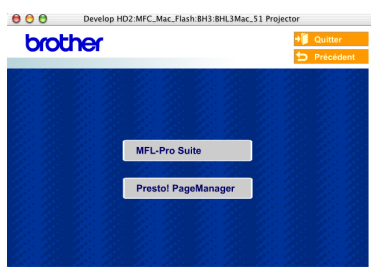 Develop HD2:MFC_Mac_Flash:BH3:BHL3Mac_51 Projector
brother
Quitter
Précédent
MFL-Pro Suite
Presto! PageManager